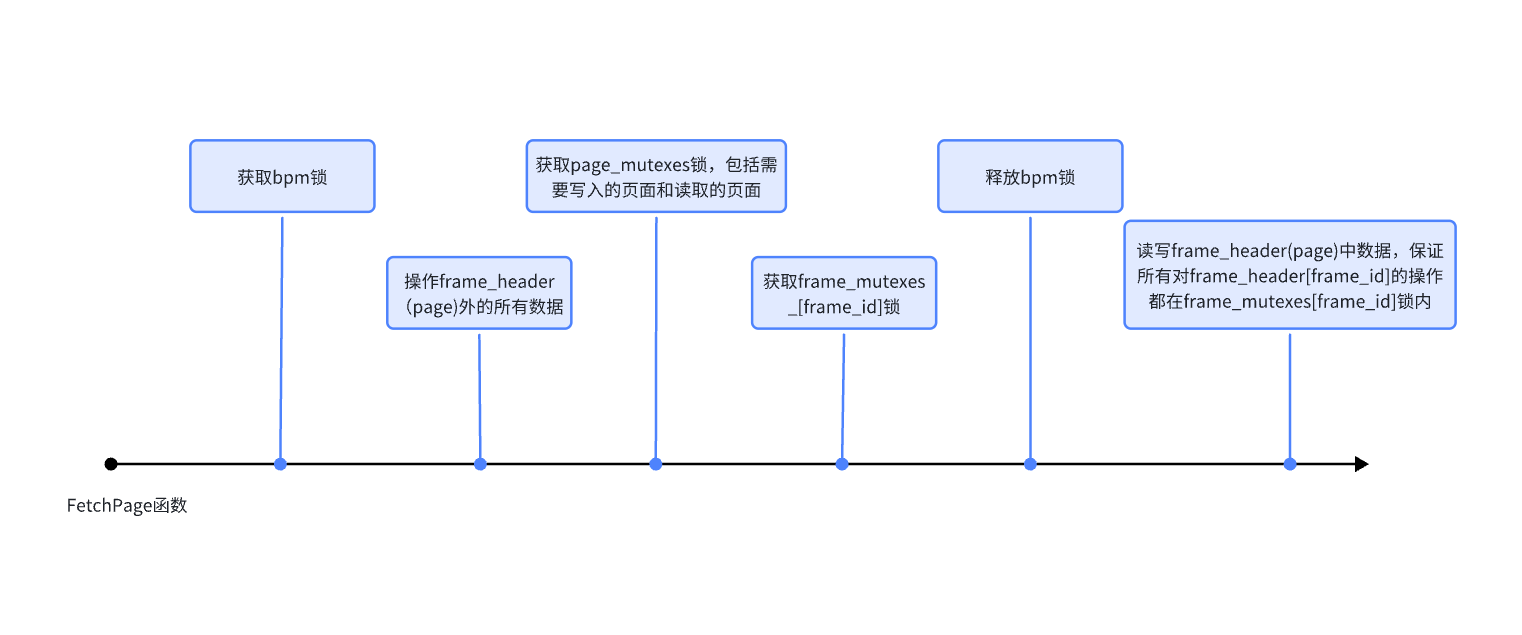 获取bpm锁
操作frame_header
（page)外的所有数据
获取page_mutexes锁，包括需
要写入的页面和读取的页面
获取frame_mutexes
_[frame_id]锁
释放bpm锁
读写frame_header(page)中数据，保证
所有对frame_header[frame_id]的操作
都在frame_mutexes[frame_id]锁内
FetchPage函数